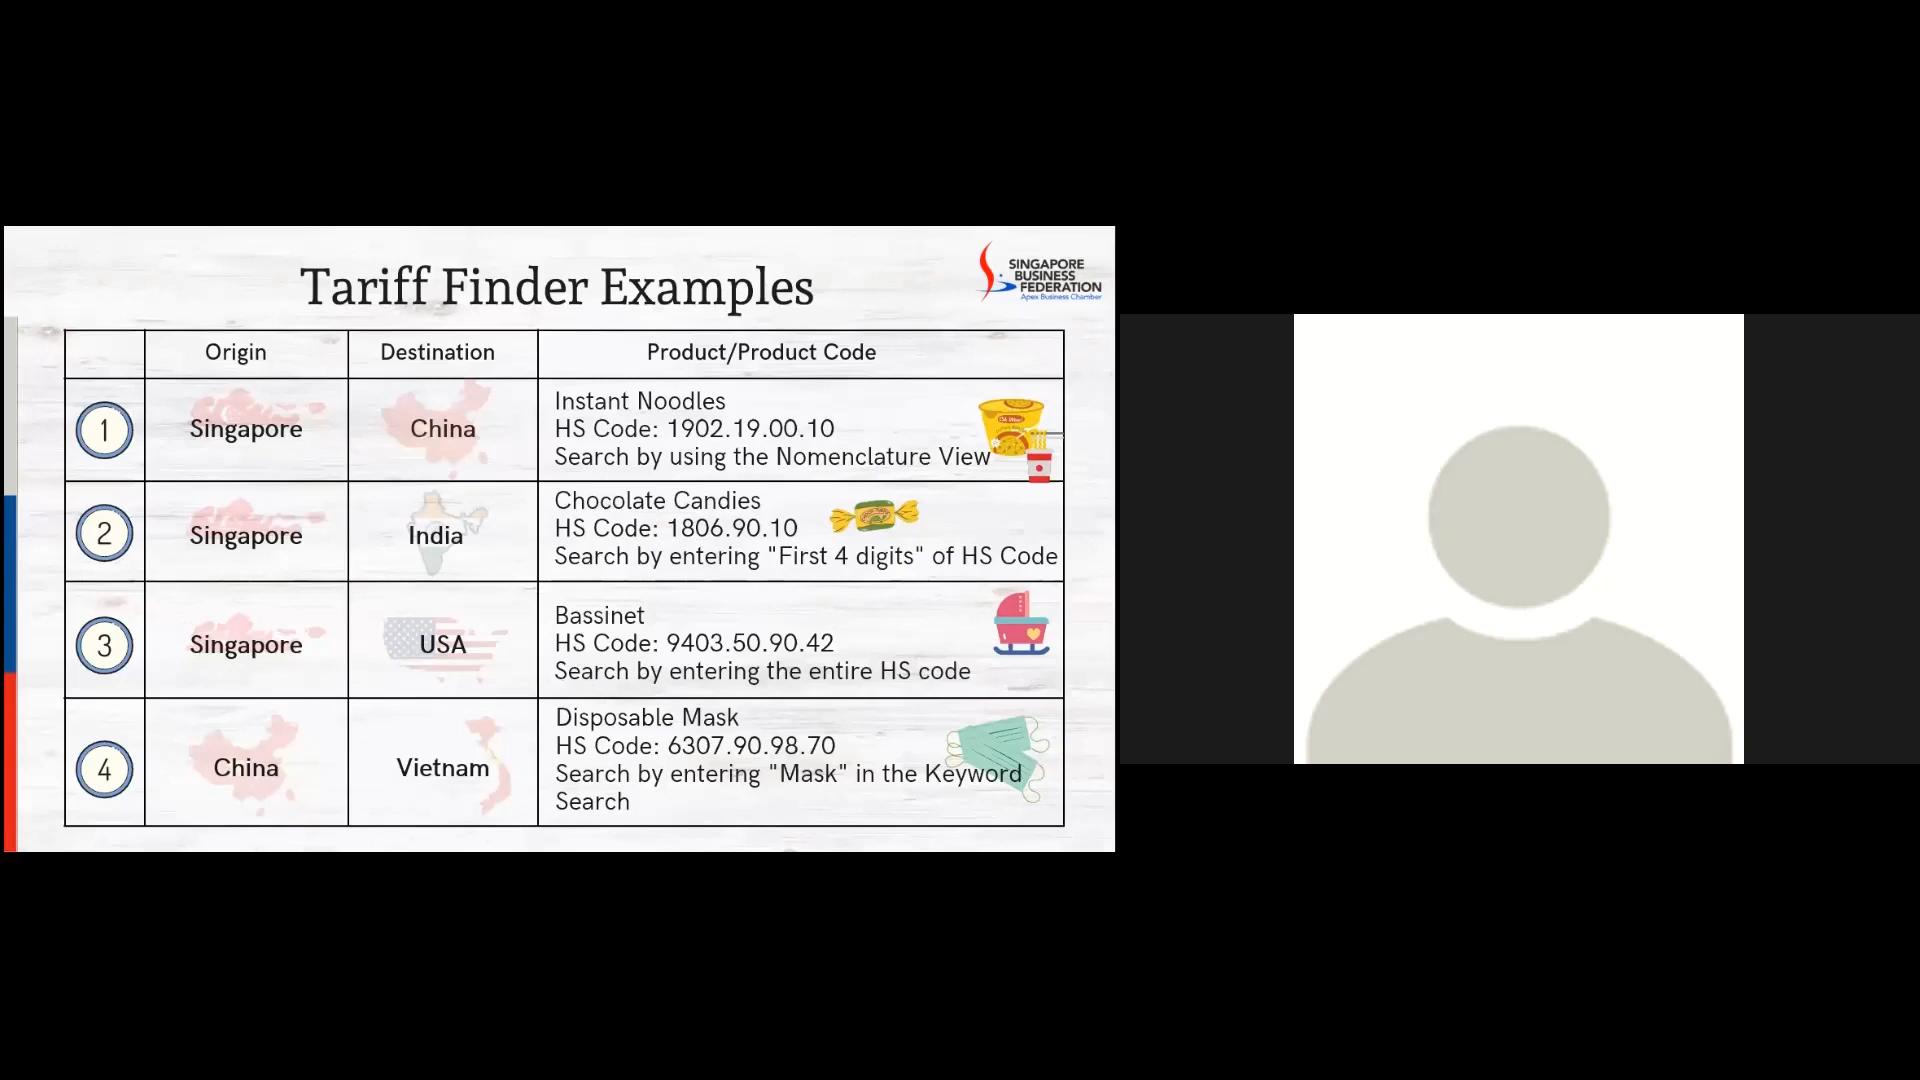 Tariff Finder Examples
SINGAPORE
BUSINESS
FEDERATION
Apex Business Chamber
Origin
Destination
Product/Product Code
1
Singapore
China
Instant Noodles
HS Code: 1902.19.00.10
Search by using the Nomenclature View
2
Singapore
India
Chocolate Candies
HS Code: 1806.90.10
Search by entering "First 4 digits" of HS Code
3
Singapore
USA
Bassinet
HS Code: 9403.50.90.42
Search by entering the entire HS code
4
China
Vietnam
Disposable Mask
HS Code: 6307.90.98.70
Search by entering "Mask" in the Keyword
Search